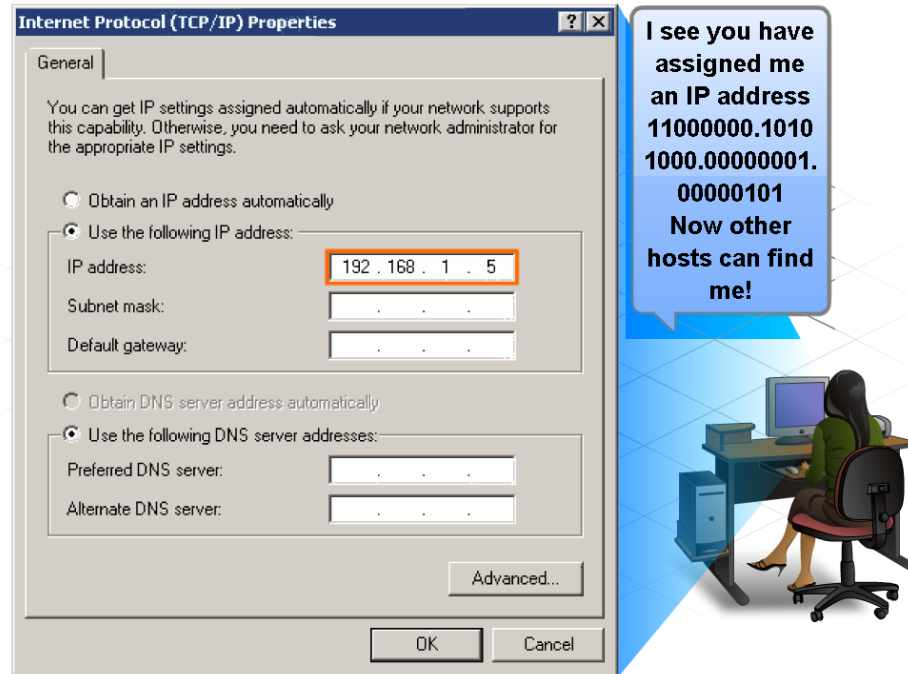 Internet Protocol (TCP/IP) Properties
General
You can get IP settings assigned automatically if your network supports
this capability. Otherwise, you need to ask your network administrator for
the appropriate IP settings.
Obtain an IP address automatically
Use the following IP address:
IP address:
192 . 168 . 1 . 5
Subnet mask:
. . .
Default gateway:
. . .
Obtain DNS server address automatically
Use the following DNS server addresses:
Preferred DNS server:
. . .
Alternate DNS server:
. . .
Advanced...
OK
Cancel
I see you have
assigned me
an IP address
11000000.1010
1000.00000001.
00000101
Now other
hosts can find
me!